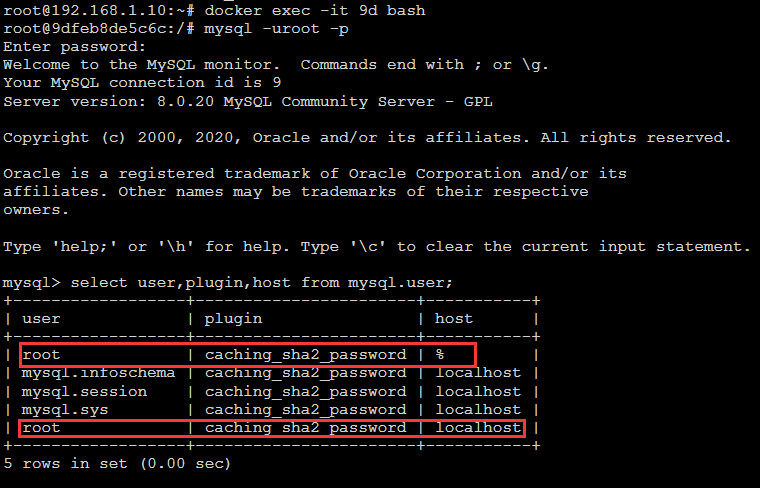 root@192.168.1.10:~# docker exec -it 9d bash
root@9dfeb8de5c6c:/# mysql -uroot -p
Enter password:
Welcome to the MySQL monitor.  Commands end with ; or \g.
Your MySQL connection id is 9
Server version: 8.0.20 MySQL Community Server - GPL
Copyright (c) 2000, 2020, Oracle and/or its affiliates. All rights reserved.
Oracle is a registered trademark of Oracle Corporation and/or its
affiliates. Other names may be trademarks of their respective
owners.
Type 'help;' or '\h' for help. Type '\c' to clear the current input statement.
mysql> select user,plugin,host from mysql.user;
+------------------+-----------------------+-----------+
| user             | plugin                | host      |
+------------------+-----------------------+-----------+
| root             | caching_sha2_password | %         |
| mysql.infoschema | caching_sha2_password | localhost |
| mysql.session    | caching_sha2_password | localhost |
| mysql.sys        | caching_sha2_password | localhost |
| root             | caching_sha2_password | localhost |
+------------------+-----------------------+-----------+
5 rows in set (0.00 sec)